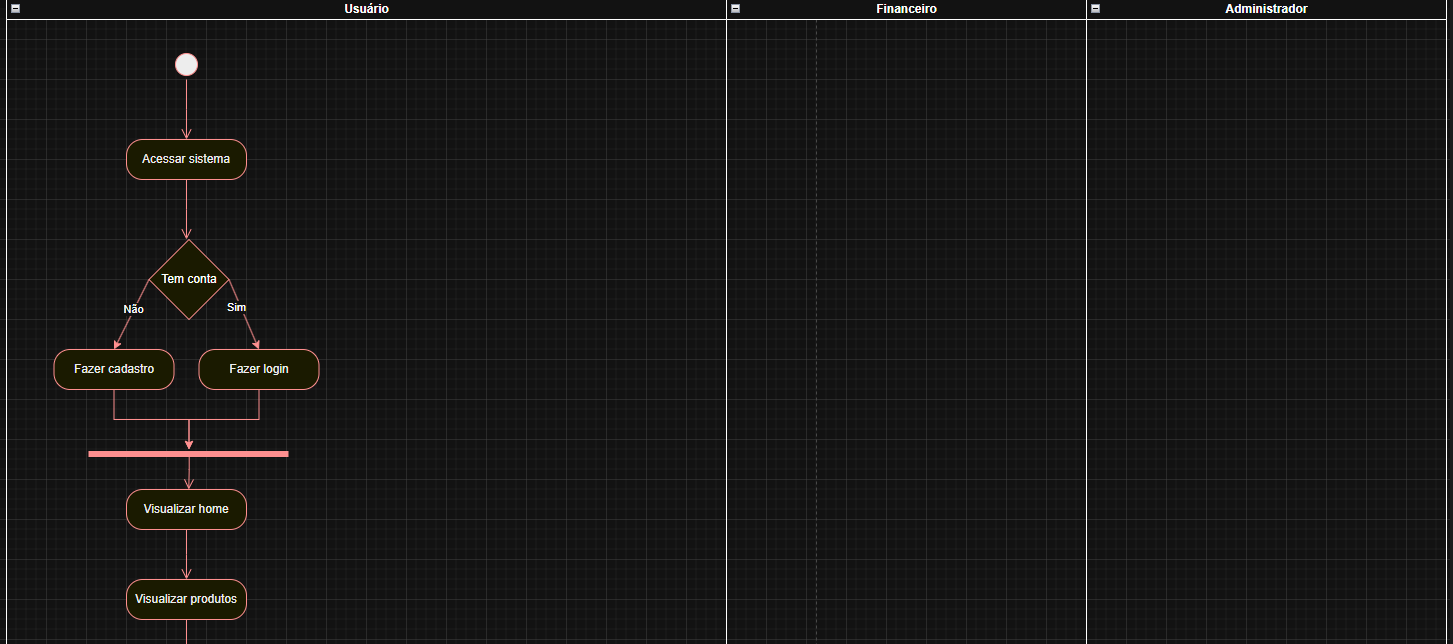 Usuário
Financeiro
Administrador
Acessar sistema
Tem conta
Não
Sim
Fazer cadastro
Fazer login
Visualizar home
Visualizar produtos